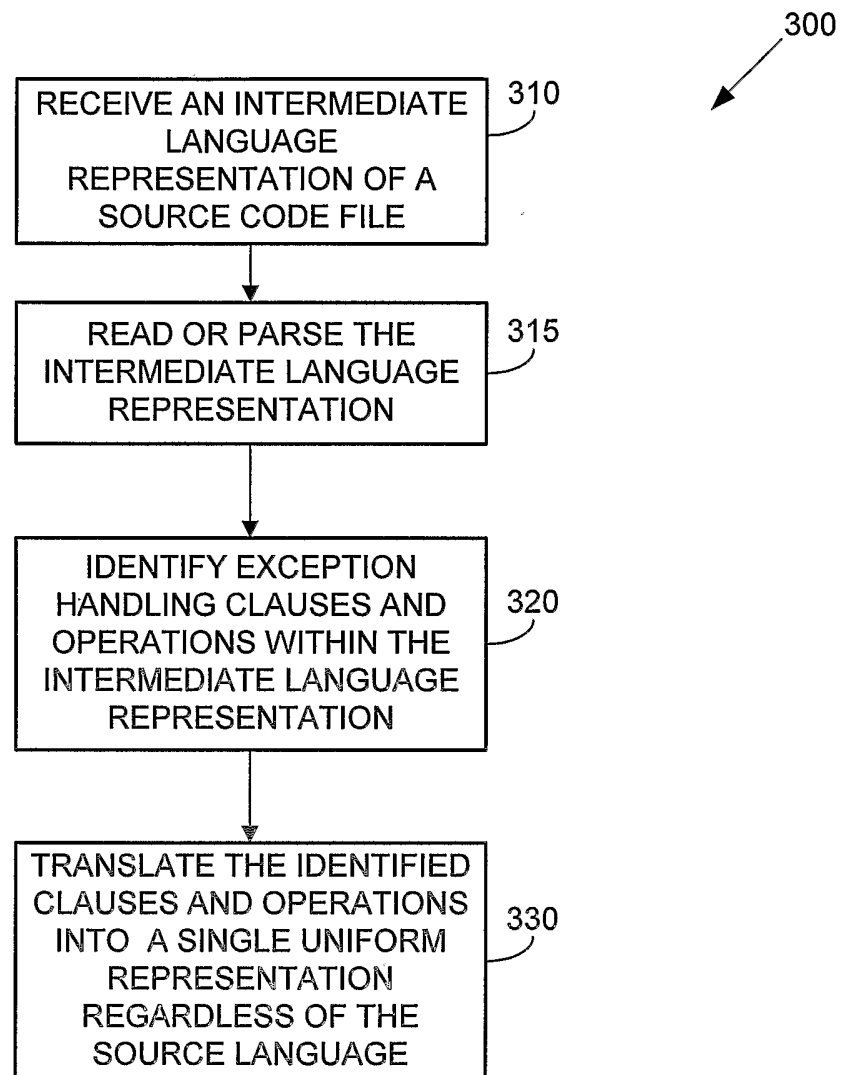 300
RECEIVE AN INTERMEDIATE
LANGUAGE
REPRESENTATION OF A
SOURCE CODE FILE
310
READ OR PARSE THE
INTERMEDIATE LANGUAGE
REPRESENTATION
315
IDENTIFY EXCEPTION
HANDLING CLAUSES AND
OPERATIONS WITHIN THE
INTERMEDIATE LANGUAGE
REPRESENTATION
320
TRANSLATE THE IDENTIFIED
CLAUSES AND OPERATIONS
INTO A SINGLE UNIFORM
REPRESENTATION
REGARDLESS OF THE
SOURCE LANGUAGE
330